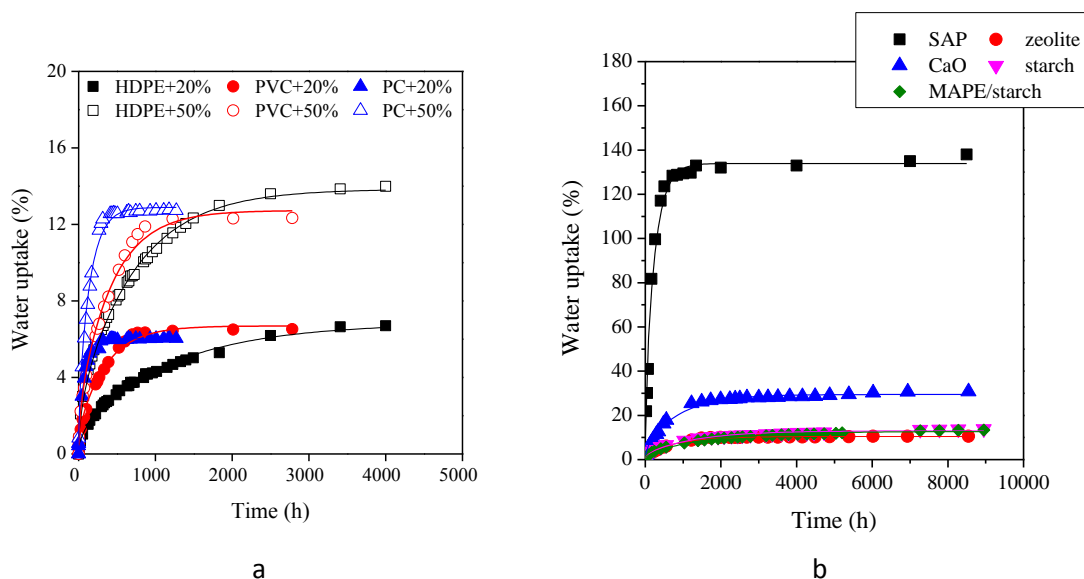 20
16
12
8
4
0
HDPE+20% PVC+20% PC+20%
HDPE+50% PVC+50% PC+50%
Water uptake (%)
0 1000 2000 3000 4000 5000
Time (h)
a
SAP zeolite
CaO starch
MAPE/starch
180
160
140
120
100
80
60
40
20
0
Water uptake (%)
0 2000 4000 6000 8000 10000
Time (h)
b